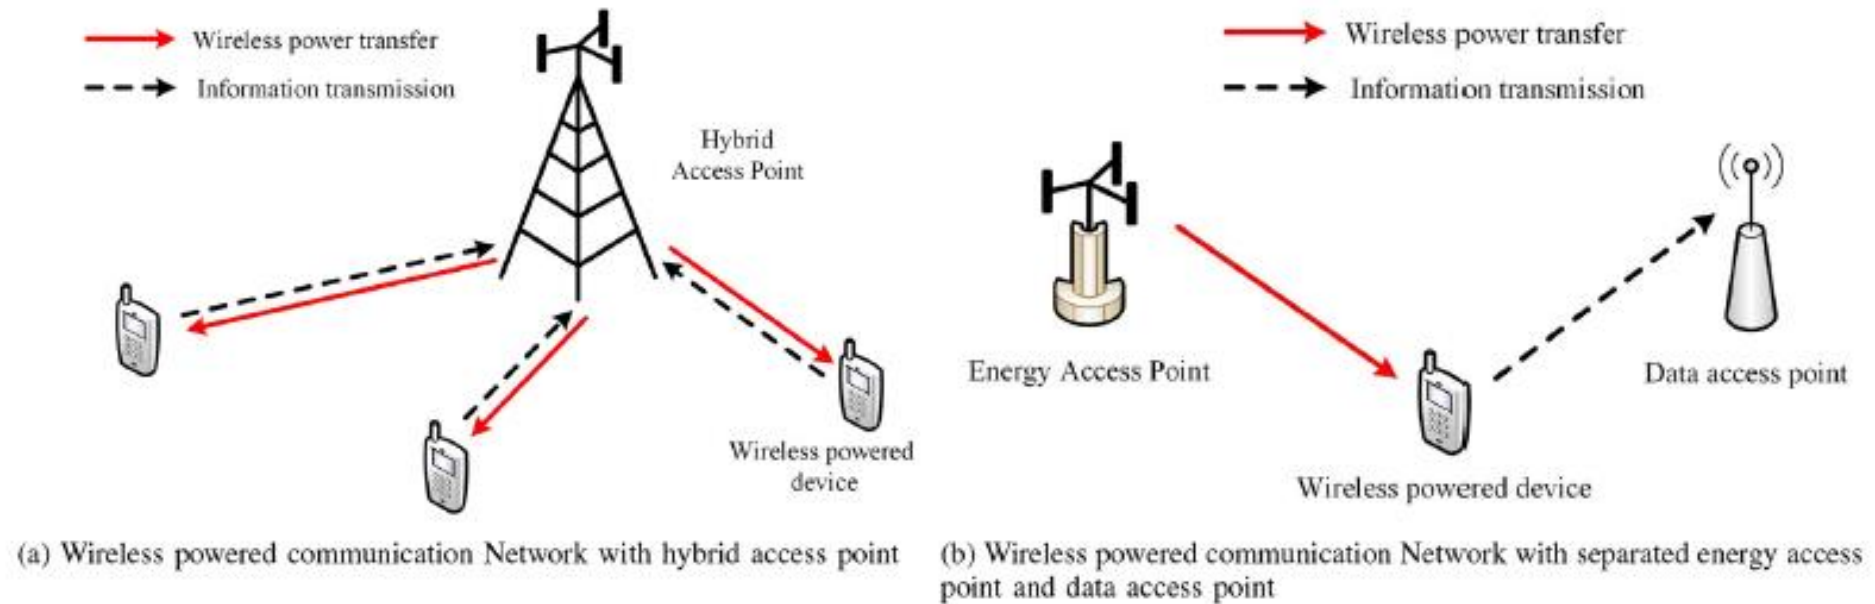 Wireless power transfer
Information transmission
Hybrid
Access Point
Wireless powered
device
(a) Wireless powered communication Network with hybrid access point
Wireless power transfer
Information transmission
Energy Access Point
Data access point
Wireless powered device
(b) Wireless powered communication Network with separated energy access
point and data access point